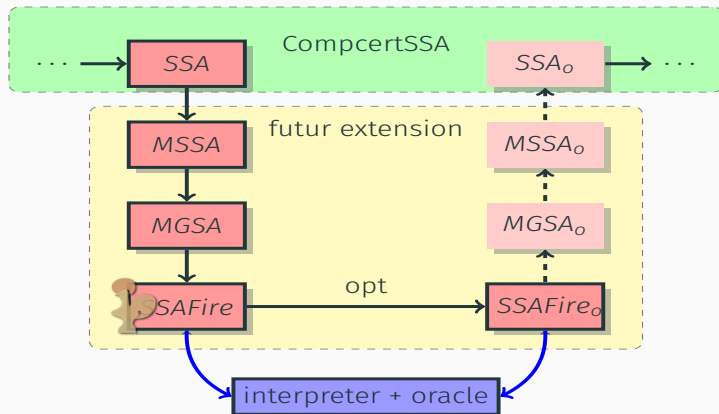 CompcertSSA
··· SSA SSAₒ ···
futur extension
MSSA MSSAₒ
MGSA MGSAₒ
opt
SSAFire SSAFireₒ
interpreter + oracle